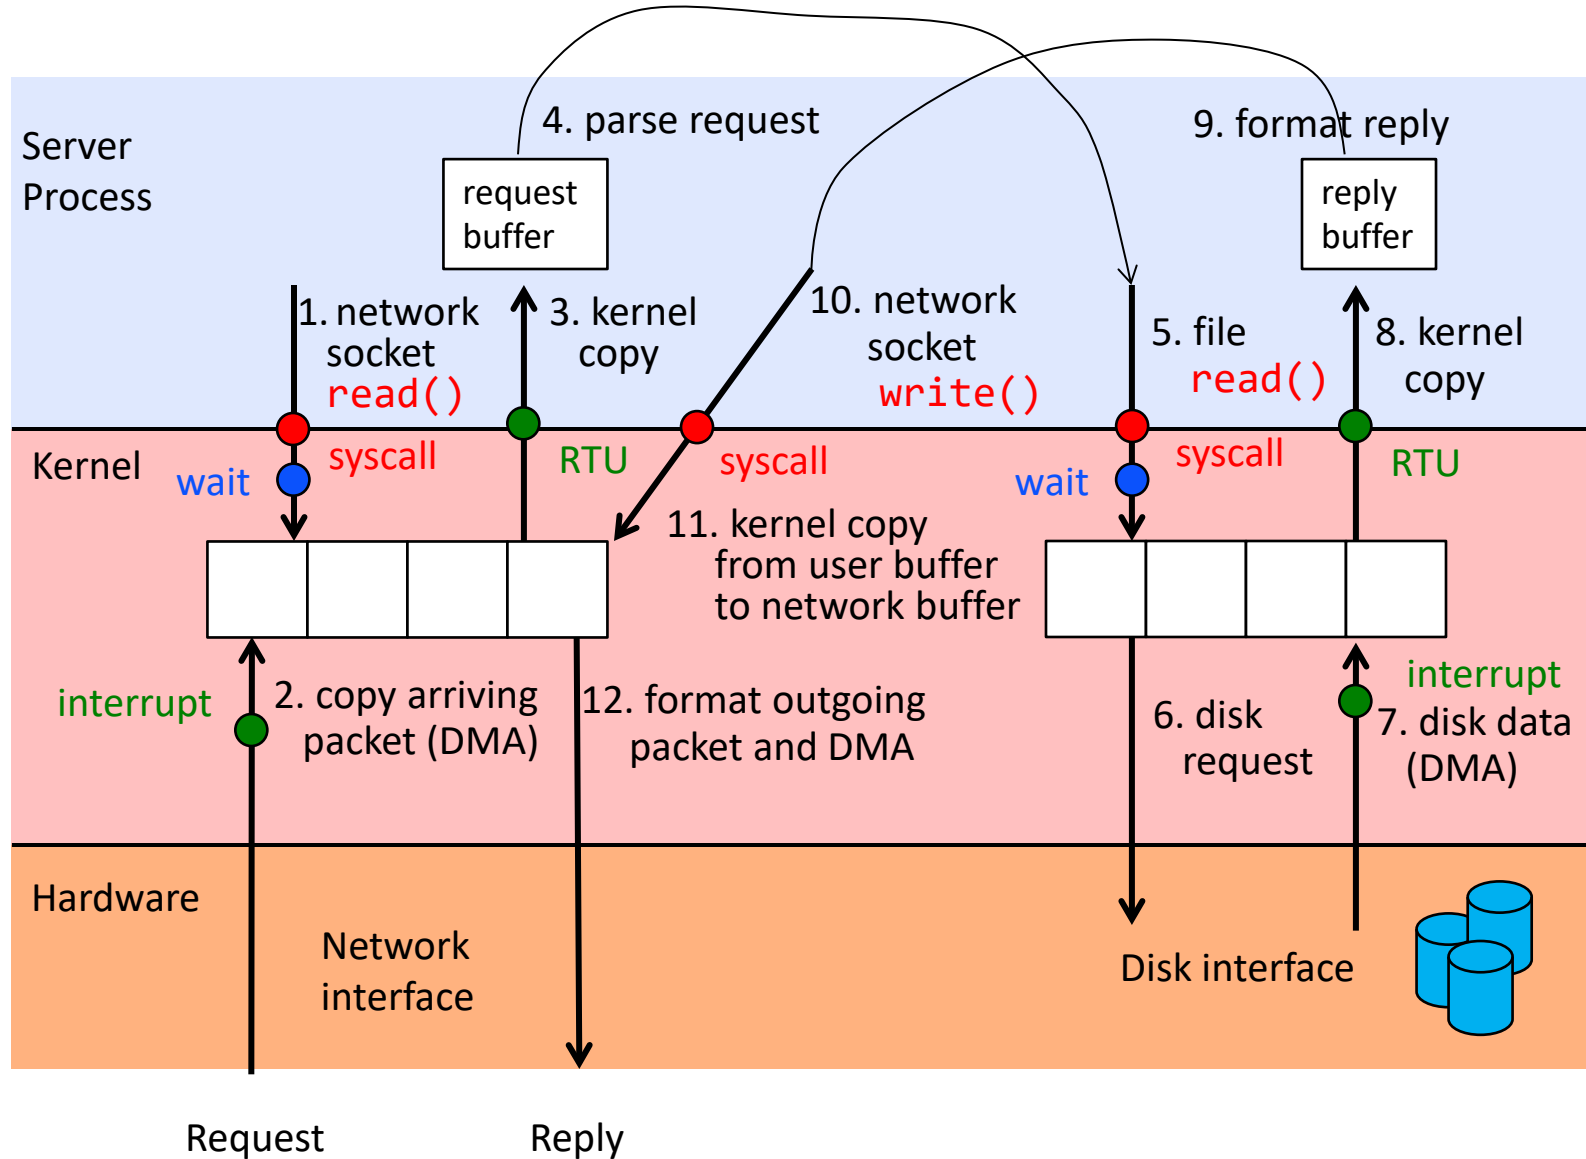 4. parse request
9. format reply
Server
Process
request
buffer
reply
buffer
1. network
socket
read()
3. kernel
copy
10. network
socket
write()
5. file
read()
8. kernel
copy
Kernel
wait
syscall
RTU
syscall
wait
syscall
RTU
11. kernel copy
from user buffer
to network buffer
interrupt
2. copy arriving
packet (DMA)
12. format outgoing
packet and DMA
6. disk
request
interrupt
7. disk data
(DMA)
Hardware
Network
interface
Disk interface
Request
Reply